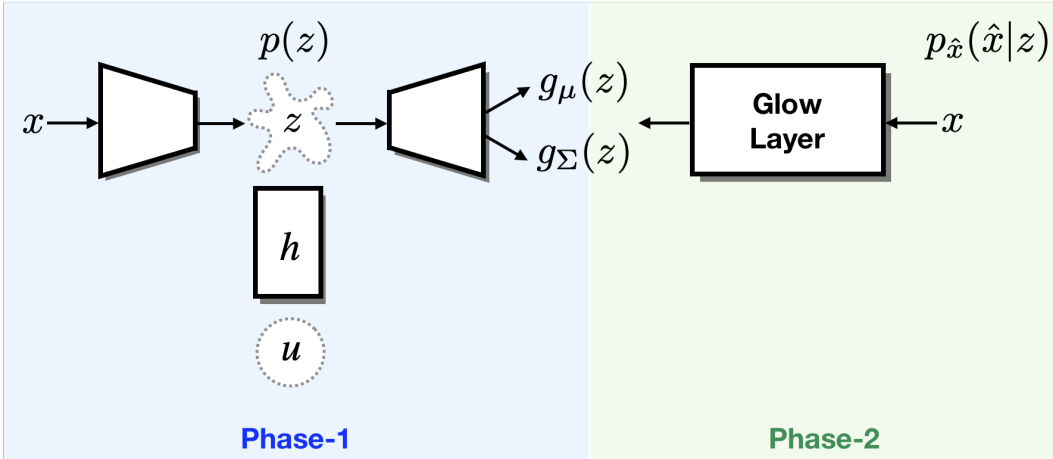 p(z)
x
z
g_μ(z)
g_Σ(z)
h
u
Phase-1
p_x̂(x̂|z)
Glow
Layer
x
Phase-2